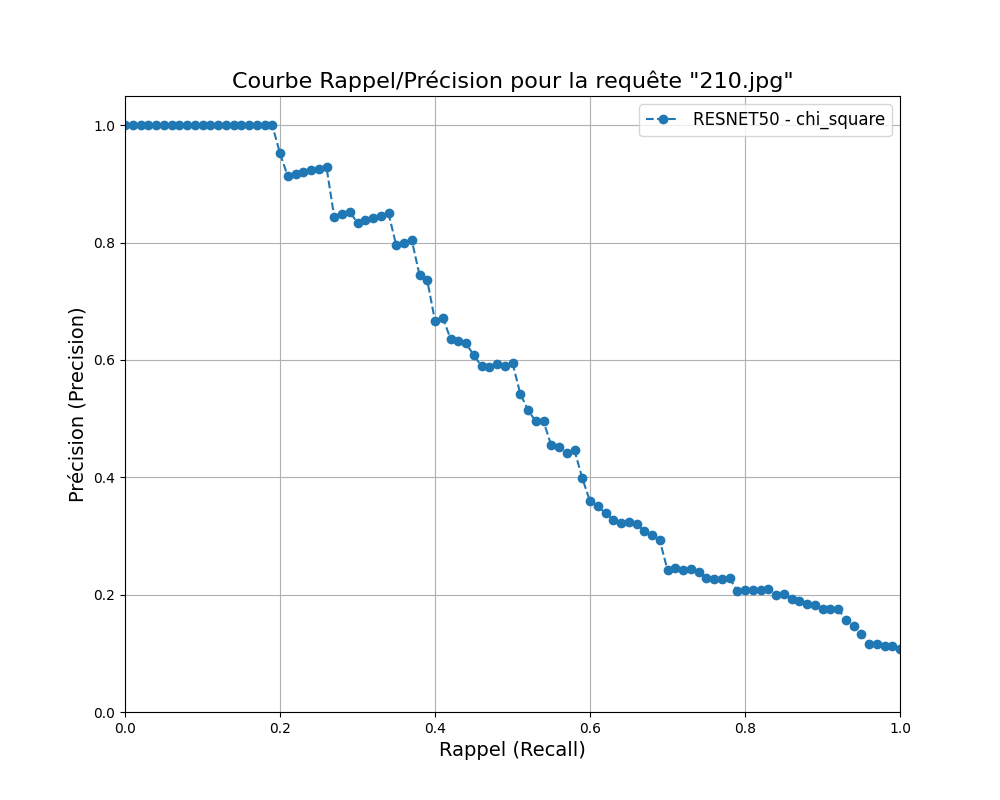 Courbe Rappel/Précision pour la requête "210.jpg"
RESNET50 - chi_square
1.0
0.8
0.6
0.4
0.2
0.0
Précision (Precision)
0.0 0.2 0.4 0.6 0.8 1.0
Rappel (Recall)